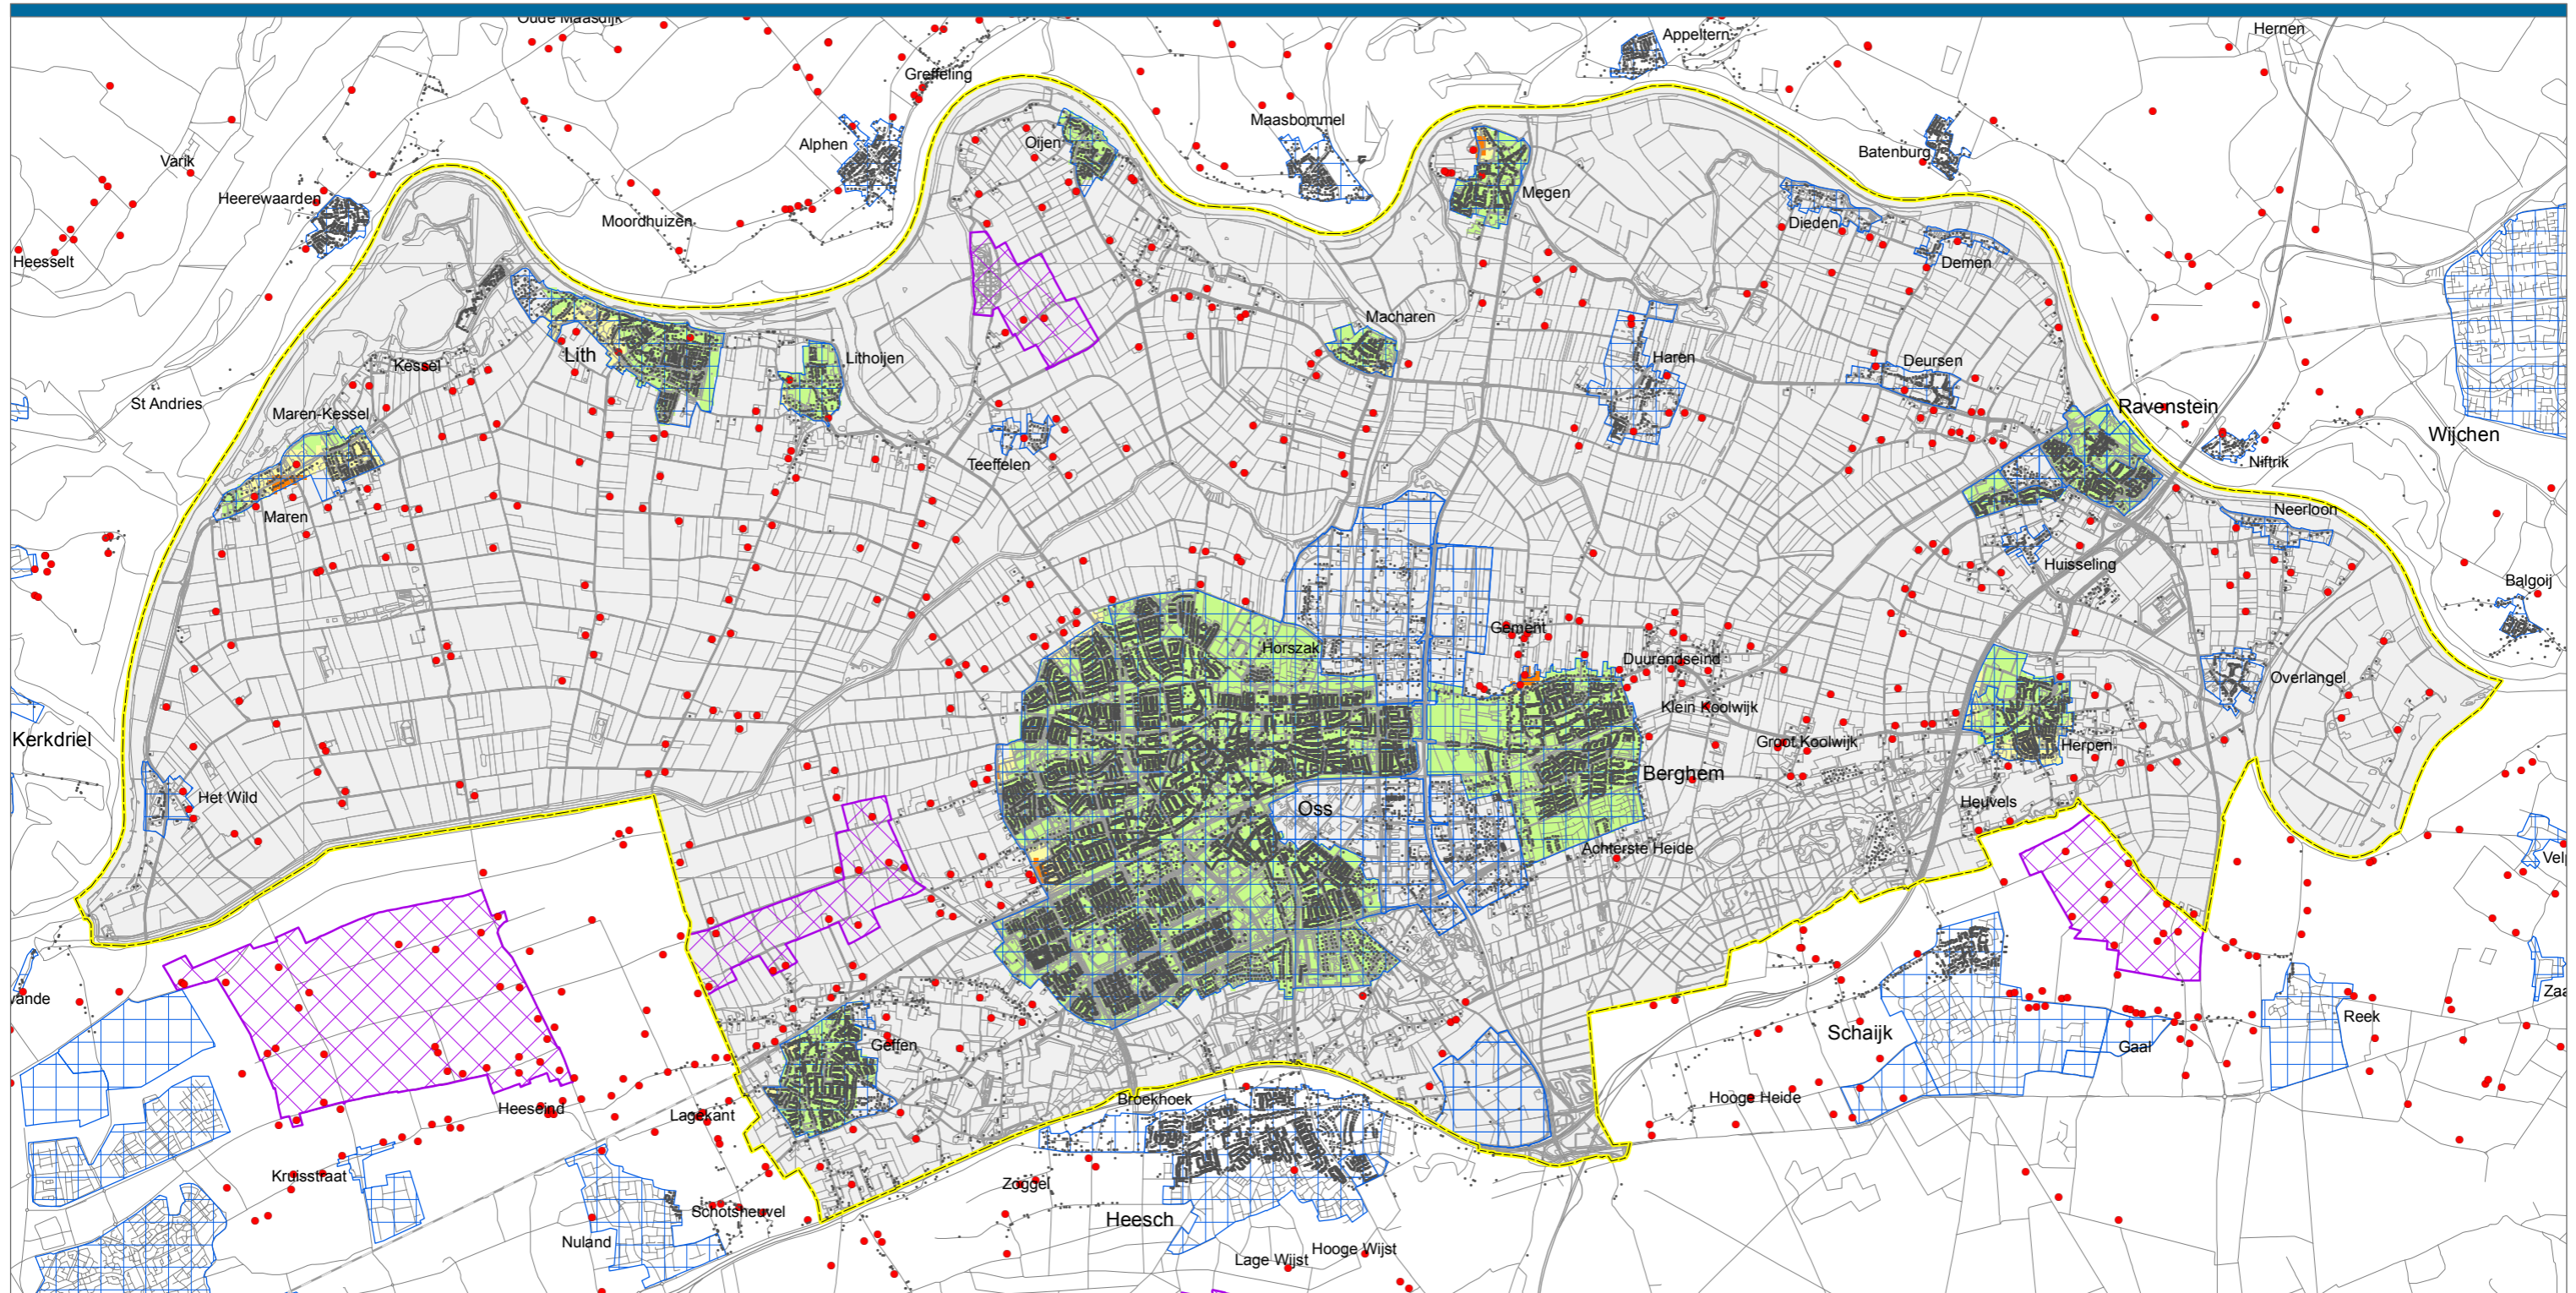 Oude Maasdijk
Appeltern
Hernen
Greffeling
Maasbommel
Alphen
Oijen
Batenburg
Varik
Heerewaarden
Megen
Moordhuizen
Dieden
Heesselt
Demen
Macharen
Lith
Lithoijen
Haren
Deursen
Kessel
St Andries
Maren-Kessel
Ravenstein
Wijchen
Teeffelen
Niftrik
Maren
Neerloon
Huisseling
Balgoij
Gement
Horszak
Duurendseind
Overlangel
Klein Koolwijk
Kerkdriel
Groot Koolwijk
Herpen
Berghem
Het Wild
Oss
Heuvels
Achterste Heide
Vel
vande
Zaa
Reek
Schaijk
Geffen
Gaal
Broekhoek
Hooge Heide
Heeseind
Lagekant
Kruisstraat
Zoggel
Schotsheuvel
Heesch
Nuland
Hooge Wijst
Lage Wijst